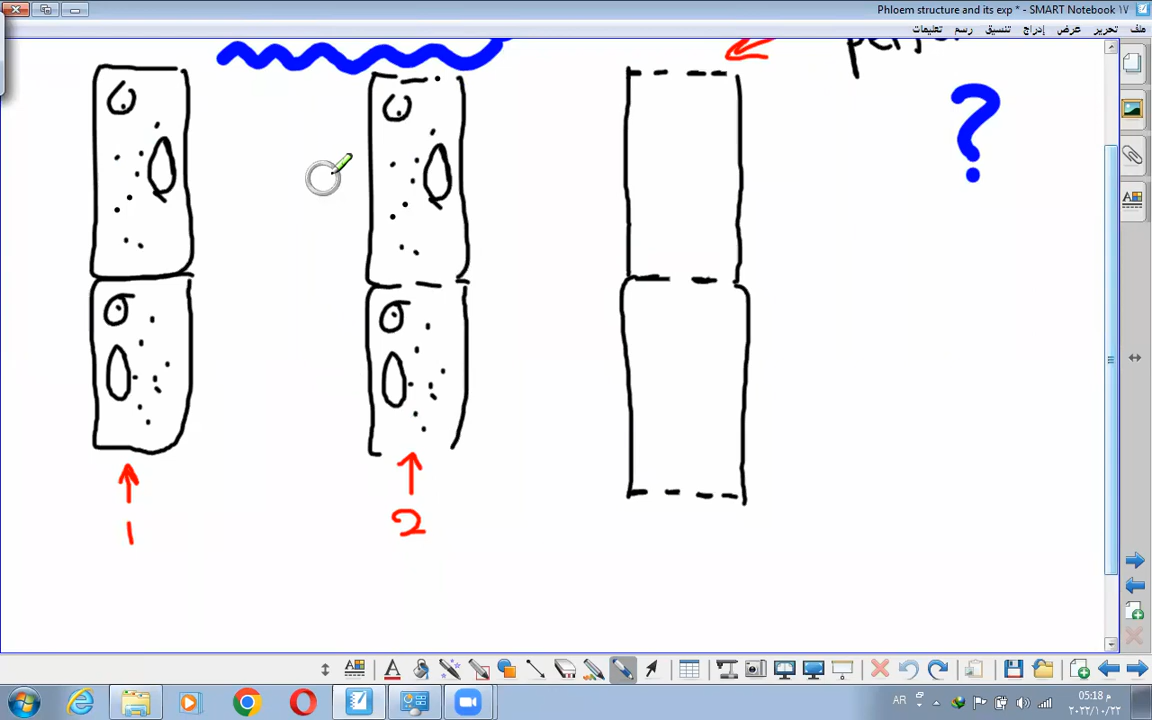 Phloem structure and its exp * - SMART Notebook ١٧
ملف تحرير عرض إدراج تنسيق رسم تعليمات
?
1
2
AR
05:18 م
٢٠٢٢/١٠/٢٢